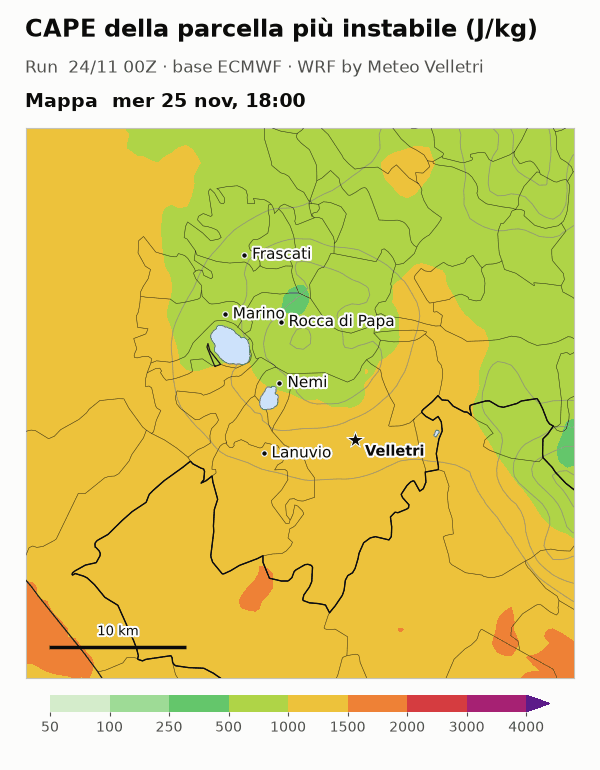 CAPE della parcella più instabile (J/kg)
Run  24/11 00Z · base ECMWF · WRF by Meteo Velletri
Mappa  mer 25 nov, 18:00
Frascati
Marino
Rocca di Papa
Nemi
Velletri
Lanuvio
10 km
50 100 250 500 1000 1500 2000 3000 4000